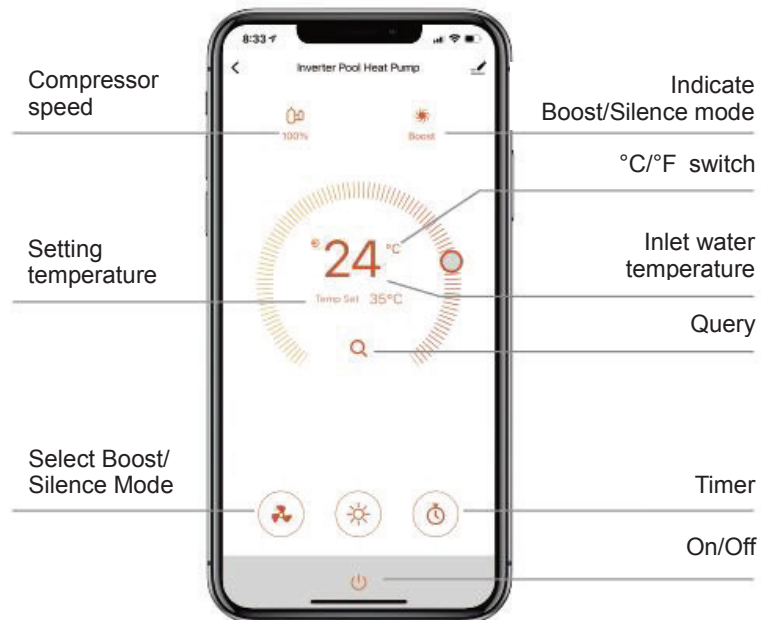 8:33
Inverter Pool Heat Pump
Compressor
speed
Indicate
Boost/Silence mode
100%
Boost
°C/°F switch
24 °C
Setting
temperature
Inlet water
temperature
Temp Set 35°C
Query
Select Boost/
Silence Mode
Timer
On/Off